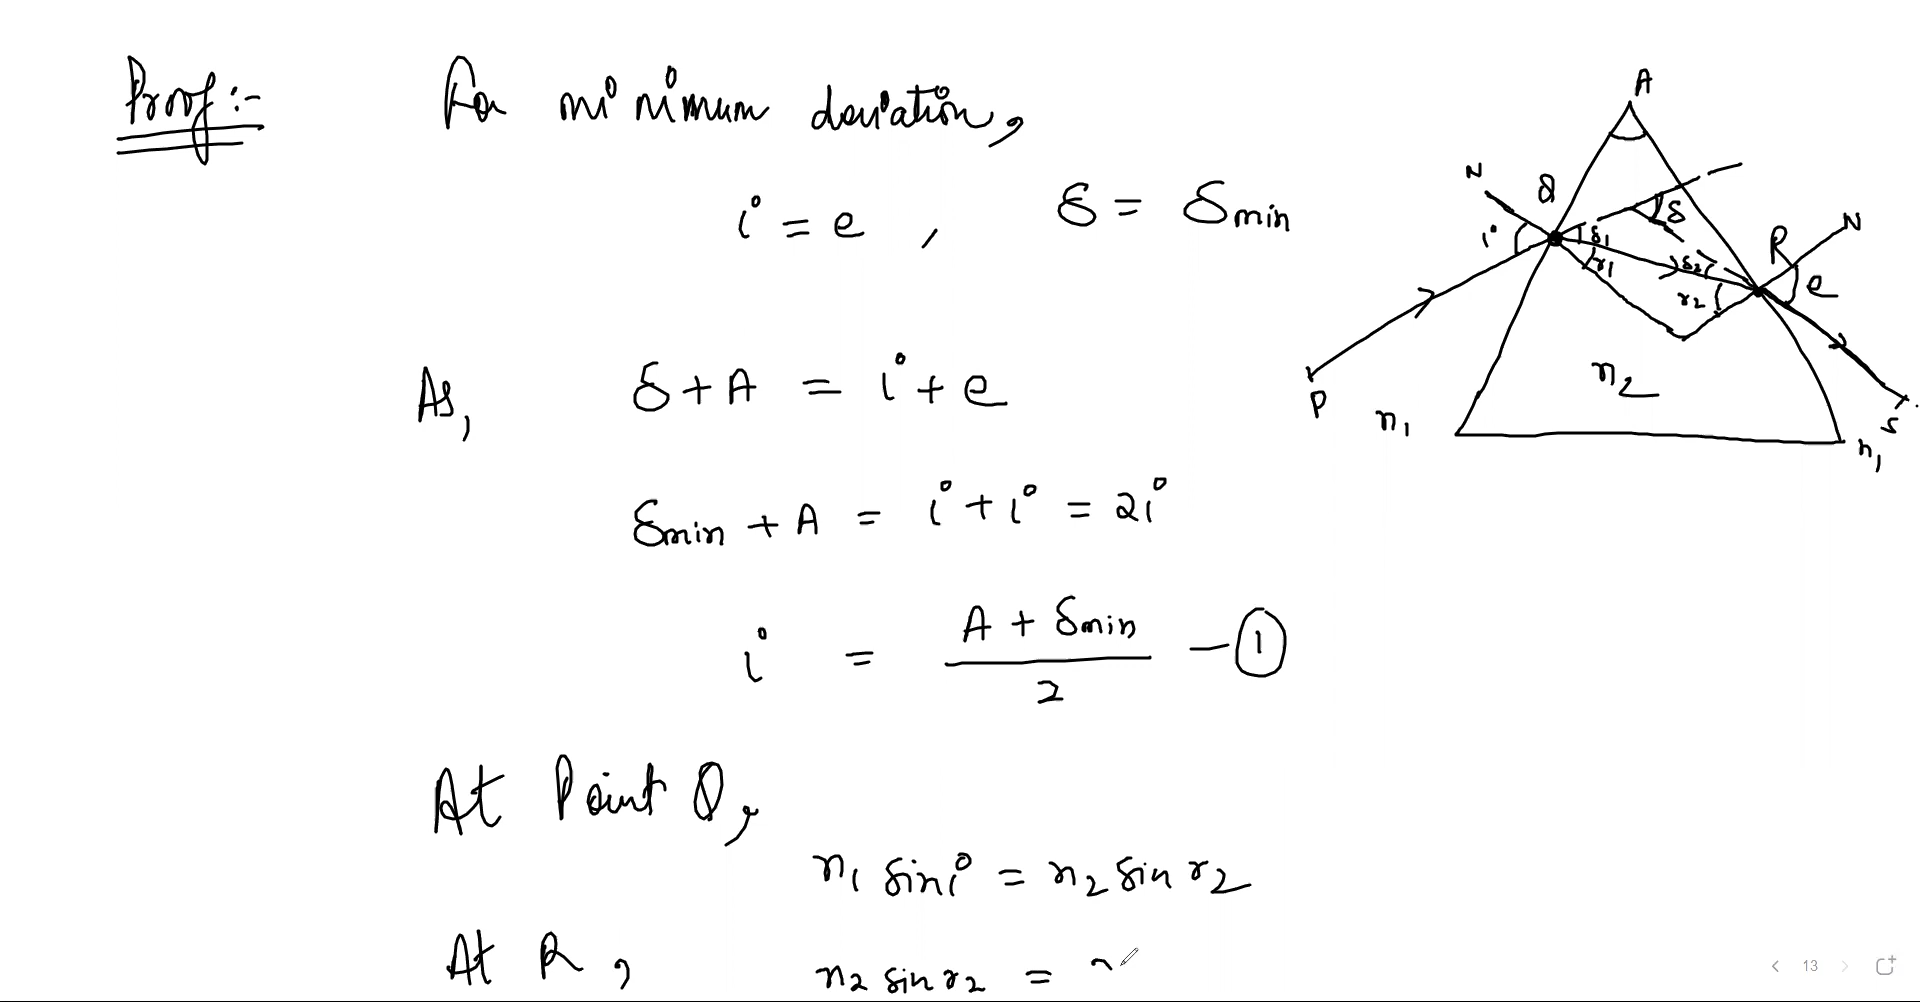 Proof :- For minimum deviation,
i = e , δ = δmin
As, δ + A = i + e
δmin + A = i + i = 2i
i = (A + δmin)/2 — ①
At Point Q,
n1 sin i = n2 sin r2
At R, n2 sin r2 =
A
N
Q
δ
N
i
δ1
R
r1
δ2
e
r2
n2
P
n1
S
n1
13